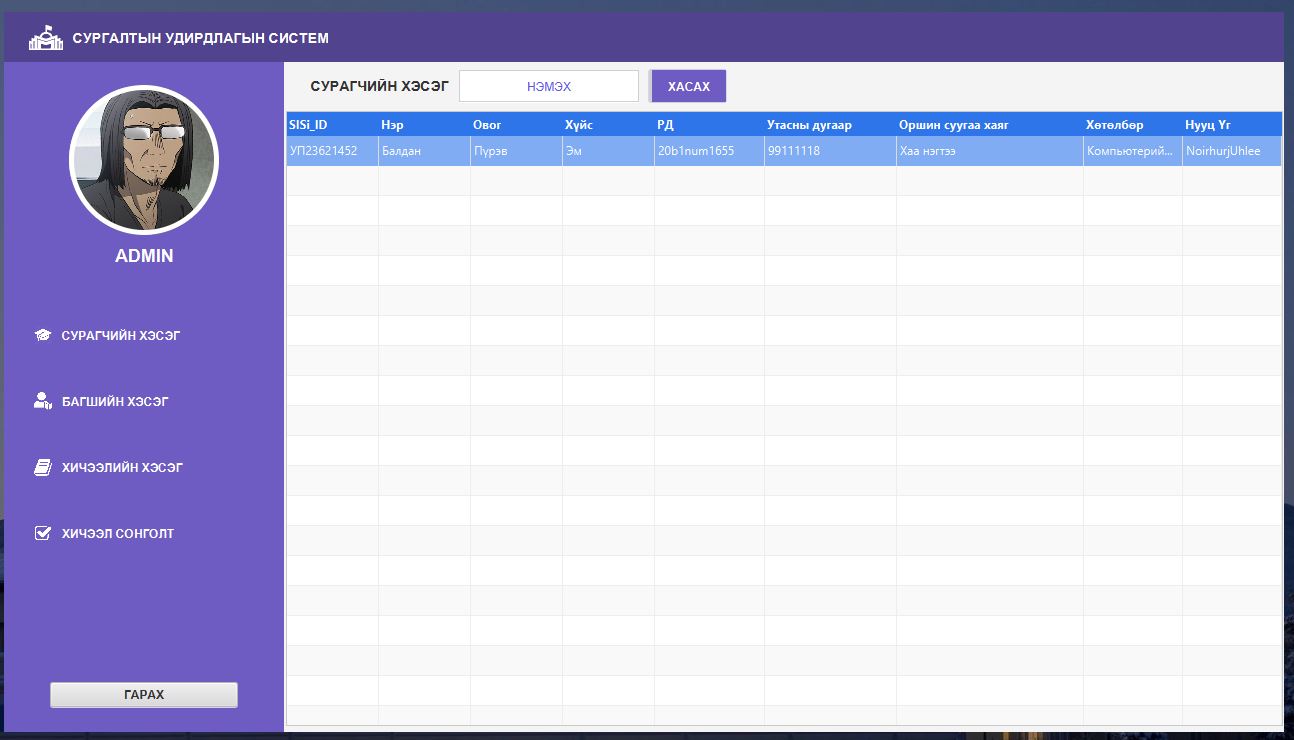 СУРГАЛТЫН УДИРДЛАГЫН СИСТЕМ
ADMIN
СУРАГЧИЙН ХЭСЭГ
БАГШИЙН ХЭСЭГ
ХИЧЭЭЛИЙН ХЭСЭГ
ХИЧЭЭЛ СОНГОЛТ
ГАРАХ
СУРАГЧИЙН ХЭСЭГ НЭМЭХ ХАСАХ
SISi_ID Нэр Овог Хүйс РД Утасны дугаар Оршин суугаа хаяг Хөтөлбөр Нууц Үг
УП23621452 Балдан Пүрэв Эм 20b1num1655 99111118 Хаа нэгтээ Компьютерий... NoirhurjUhlee